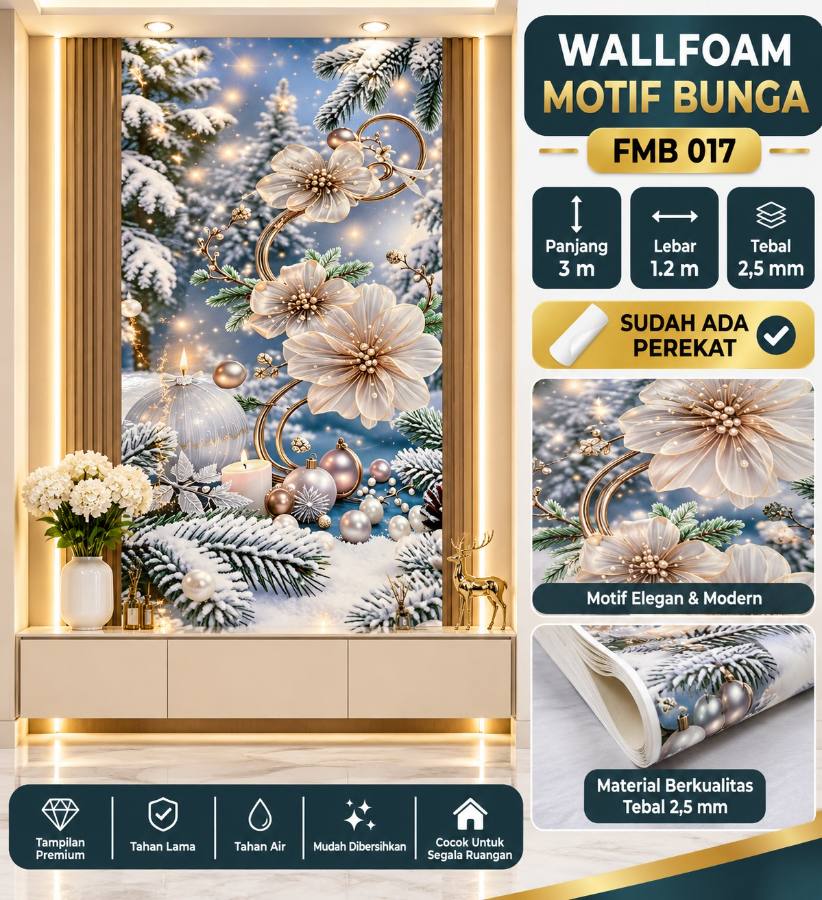 WALLFOAM
MOTIF BUNGA
FMB 017
Panjang
3 m
Lebar
1.2 m
Tebal
2,5 mm
SUDAH ADA
PEREKAT
Motif Elegan & Modern
Material Berkualitas
Tebal 2,5 mm
Tampilan
Premium
Tahan Lama
Tahan Air
Mudah Dibersihkan
Cocok Untuk
Segala Ruangan